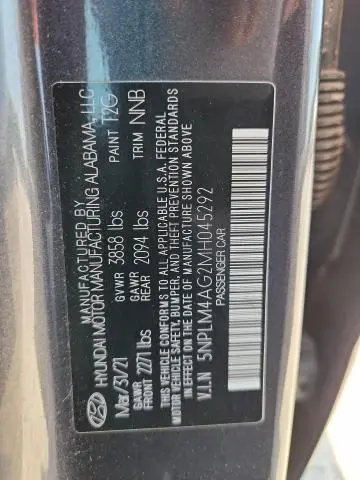 MANUFACTURED BY
HYUNDAI MOTOR MANUFACTURING ALABAMA, LLC
Mar/31/21 GVWR 3858 lbs PAINT T2G
GAWR FRONT 2271 lbs GAWR REAR 2094 lbs TRIM NNB
THIS VEHICLE CONFORMS TO ALL APPLICABLE U.S.A. FEDERAL
MOTOR VEHICLE SAFETY, BUMPER, AND THEFT PREVENTION STANDARDS
IN EFFECT ON THE DATE OF MANUFACTURE SHOWN ABOVE.
V.I.N 5NPLM4AG2MH045292
PASSENGER CAR